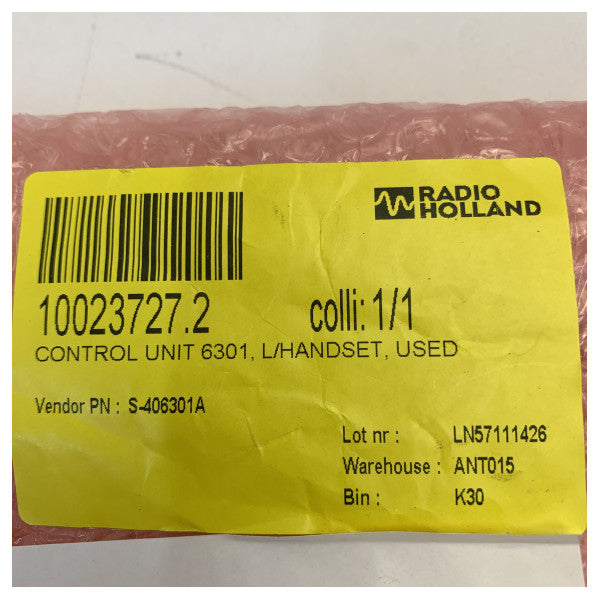 RADIO
HOLLAND
10023727.2 colli: 1/1
CONTROL UNIT 6301, L/HANDSET, USED
Vendor PN : S-406301A
Lot nr : LN57111426
Warehouse : ANT015
Bin : K30